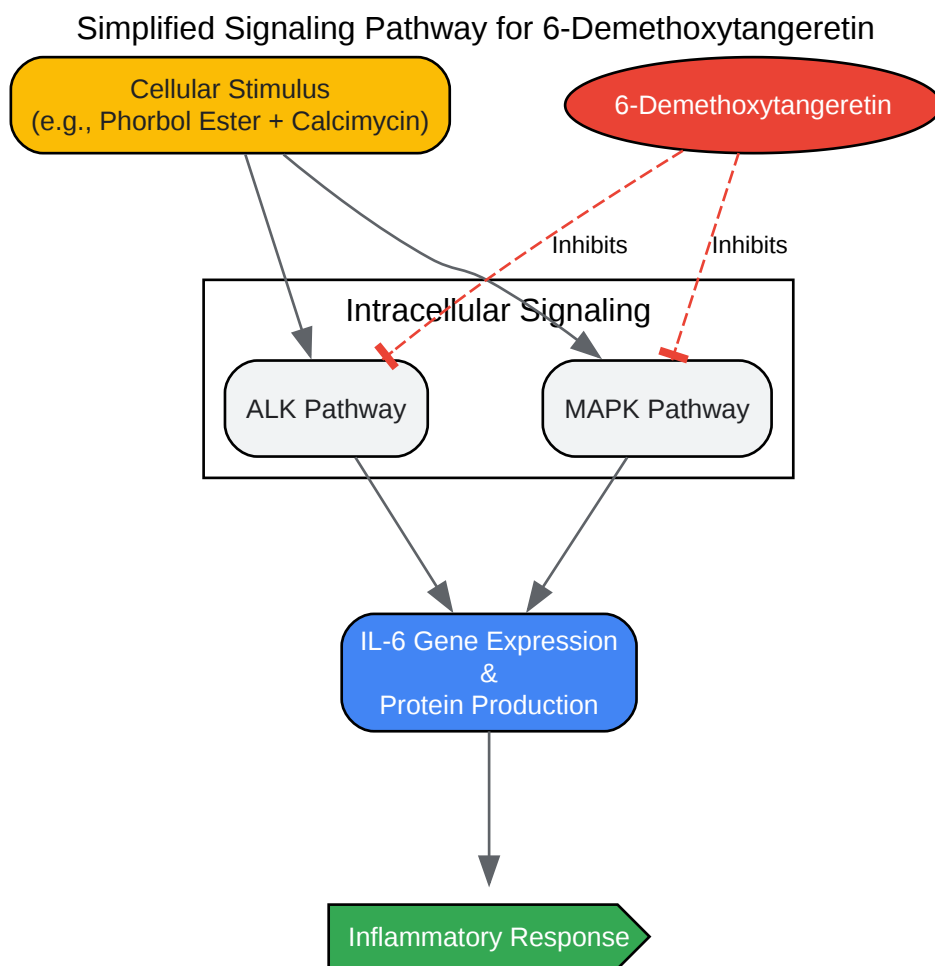 Simplified Signaling Pathway for 6-Demethoxytangeretin
Cellular Stimulus
(e.g., Phorbol Ester + Calcimycin)
6-Demethoxytangeretin
Inhibits
Inhibits
Intracellular Signaling
ALK Pathway
MAPK Pathway
IL-6 Gene Expression
&
Protein Production
Inflammatory Response